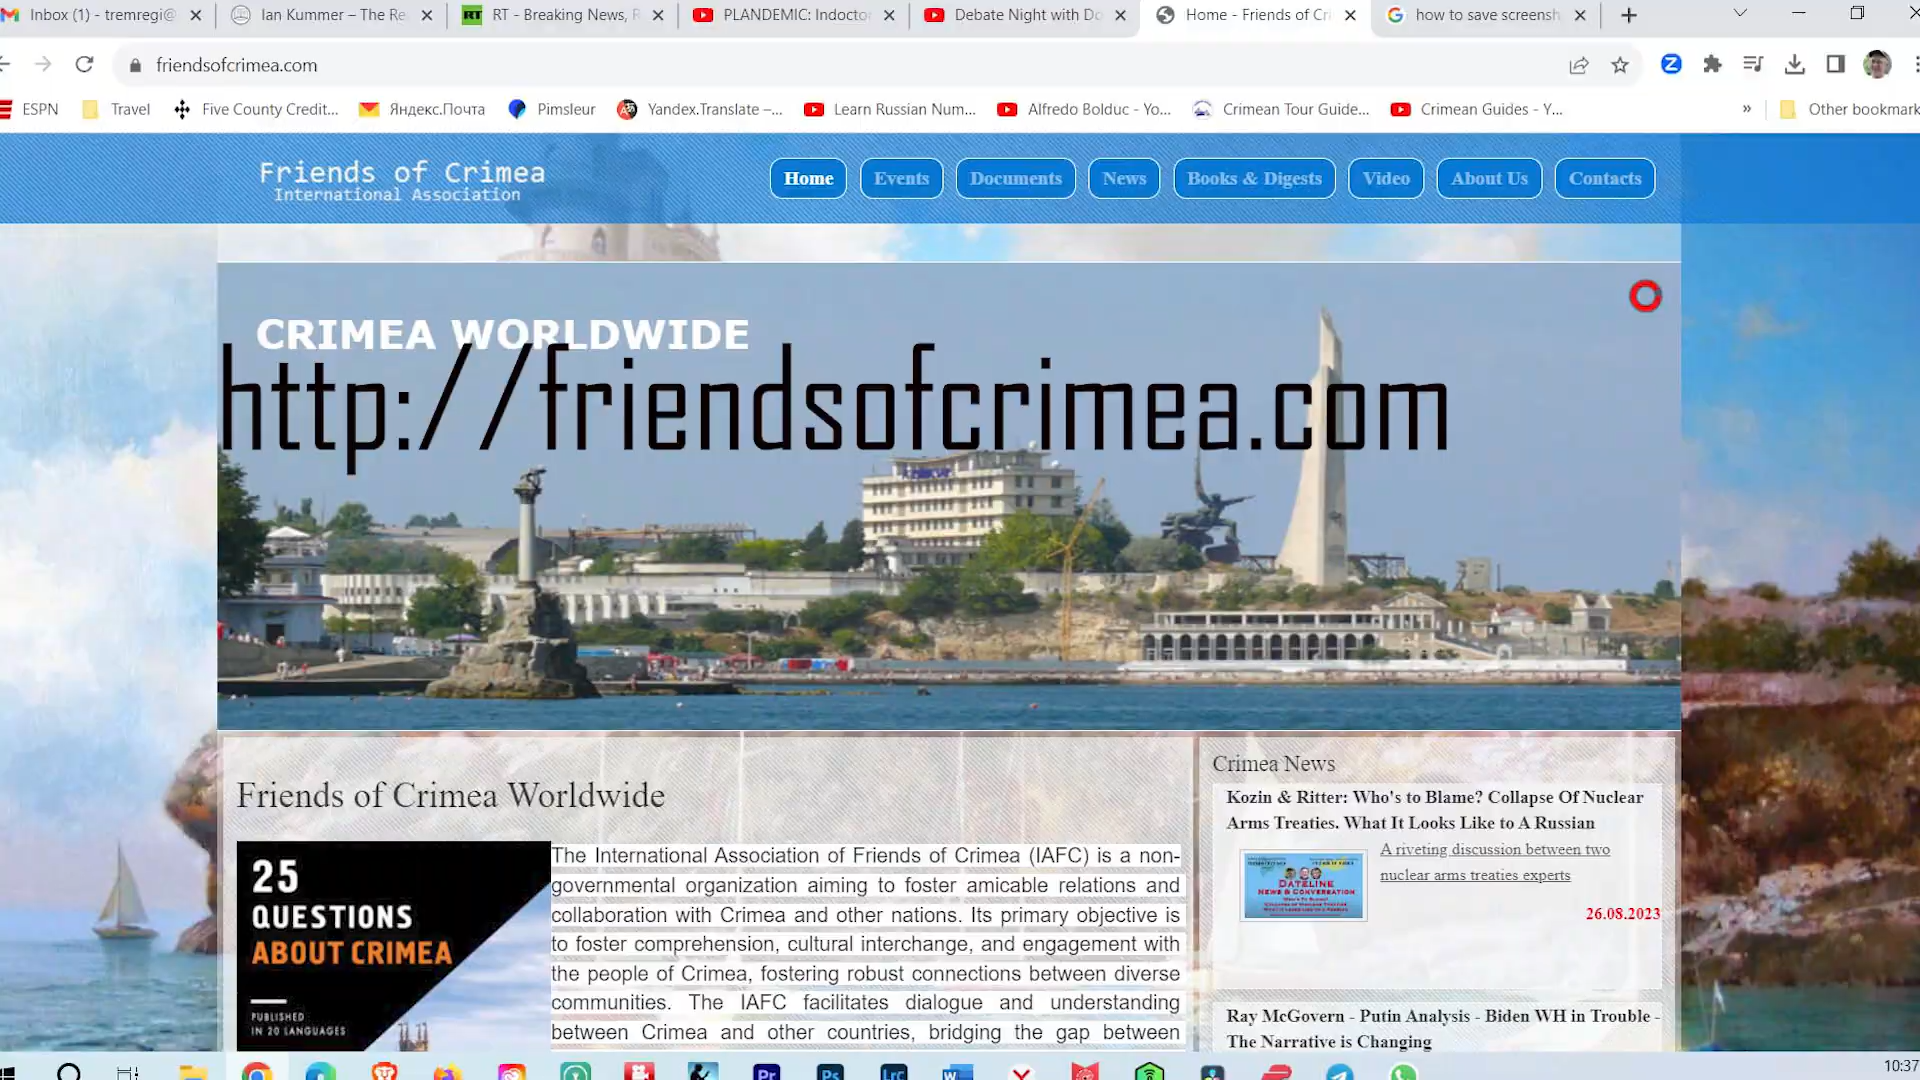 Inbox (1) - tremregi@
Ian Kummer – The Re
RT - Breaking News, R
PLANDEMIC: Indoctor
Debate Night with Do
Home - Friends of Cri
how to save screensh
friendsofcrimea.com
ESPN
Travel
Five County Credit...
Яндекс.Почта
Pimsleur
Yandex.Translate –...
Learn Russian Num...
Alfredo Bolduc - Yo...
Crimean Tour Guide...
Crimean Guides - Y...
»
Other bookmark
Friends of Crimea
International Association
Home
Events
Documents
News
Books & Digests
Video
About Us
Contacts
CRIMEA WORLDWIDE
http://friendsofcrimea.com
Friends of Crimea Worldwide
25
QUESTIONS
ABOUT CRIMEA
PUBLISHED
IN 20 LANGUAGES
The International Association of Friends of Crimea (IAFC) is a non-
governmental organization aiming to foster amicable relations and
collaboration with Crimea and other nations. Its primary objective is
to foster comprehension, cultural interchange, and engagement with
the people of Crimea, fostering robust connections between diverse
communities. The IAFC facilitates dialogue and understanding
between Crimea and other countries, bridging the gap between
Crimea News
Kozin & Ritter: Who's to Blame? Collapse Of Nuclear
Arms Treaties. What It Looks Like to A Russian
DATELINE
NEWS & CONVERSATION
A riveting discussion between two
nuclear arms treaties experts
26.08.2023
Ray McGovern - Putin Analysis - Biden WH in Trouble -
The Narrative is Changing
10:37